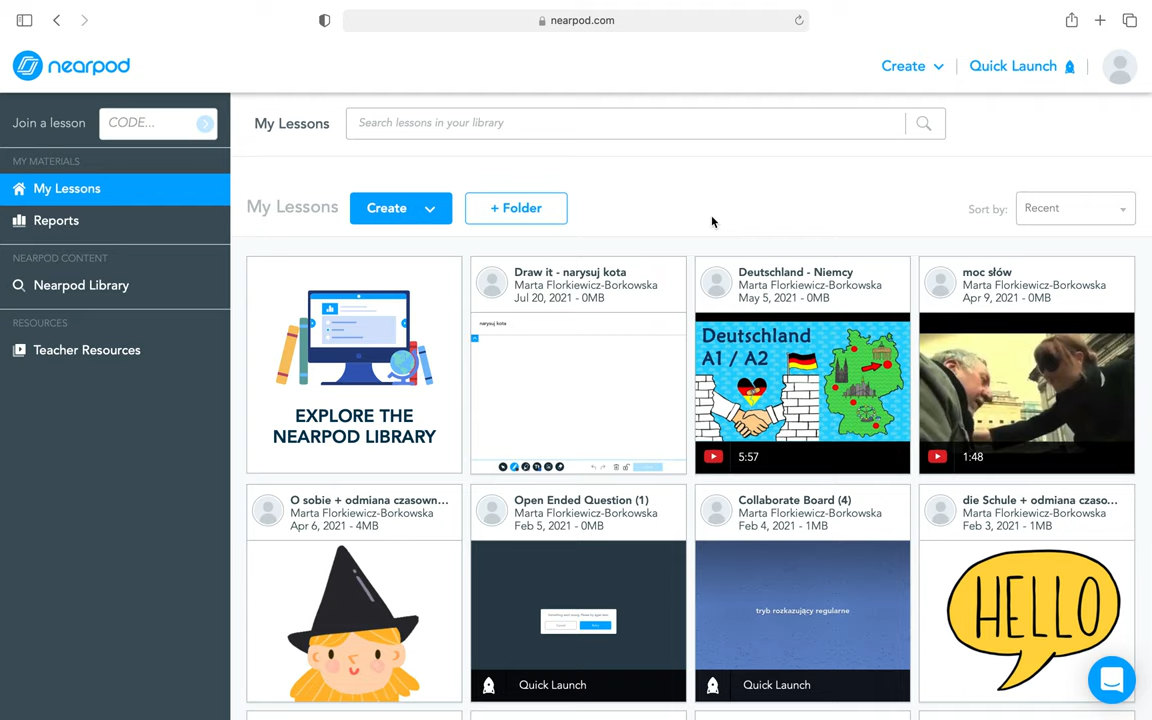 nearpod.com
nearpod
Create
Quick Launch
Join a lesson
CODE...
My Lessons
Search lessons in your library
MY MATERIALS
My Lessons
Reports
NEARPOD CONTENT
Nearpod Library
RESOURCES
Teacher Resources
My Lessons
Create
+ Folder
Sort by:
Recent
EXPLORE THE
NEARPOD LIBRARY
Draw it - narysuj kota
Marta Florkiewicz-Borkowska
Jul 20, 2021 - 0MB
narysuj kota
Deutschland - Niemcy
Marta Florkiewicz-Borkowska
May 5, 2021 - 0MB
Deutschland
A1 / A2
5:57
moc słów
Marta Florkiewicz-Borkowska
Apr 9, 2021 - 0MB
1:48
O sobie + odmiana czasown...
Marta Florkiewicz-Borkowska
Apr 6, 2021 - 4MB
Open Ended Question (1)
Marta Florkiewicz-Borkowska
Feb 5, 2021 - 0MB
Quick Launch
Collaborate Board (4)
Marta Florkiewicz-Borkowska
Feb 4, 2021 - 1MB
tryb rozkazujący regularne
Quick Launch
die Schule + odmiana czaso...
Marta Florkiewicz-Borkowska
Feb 3, 2021 - 1MB
HELLO